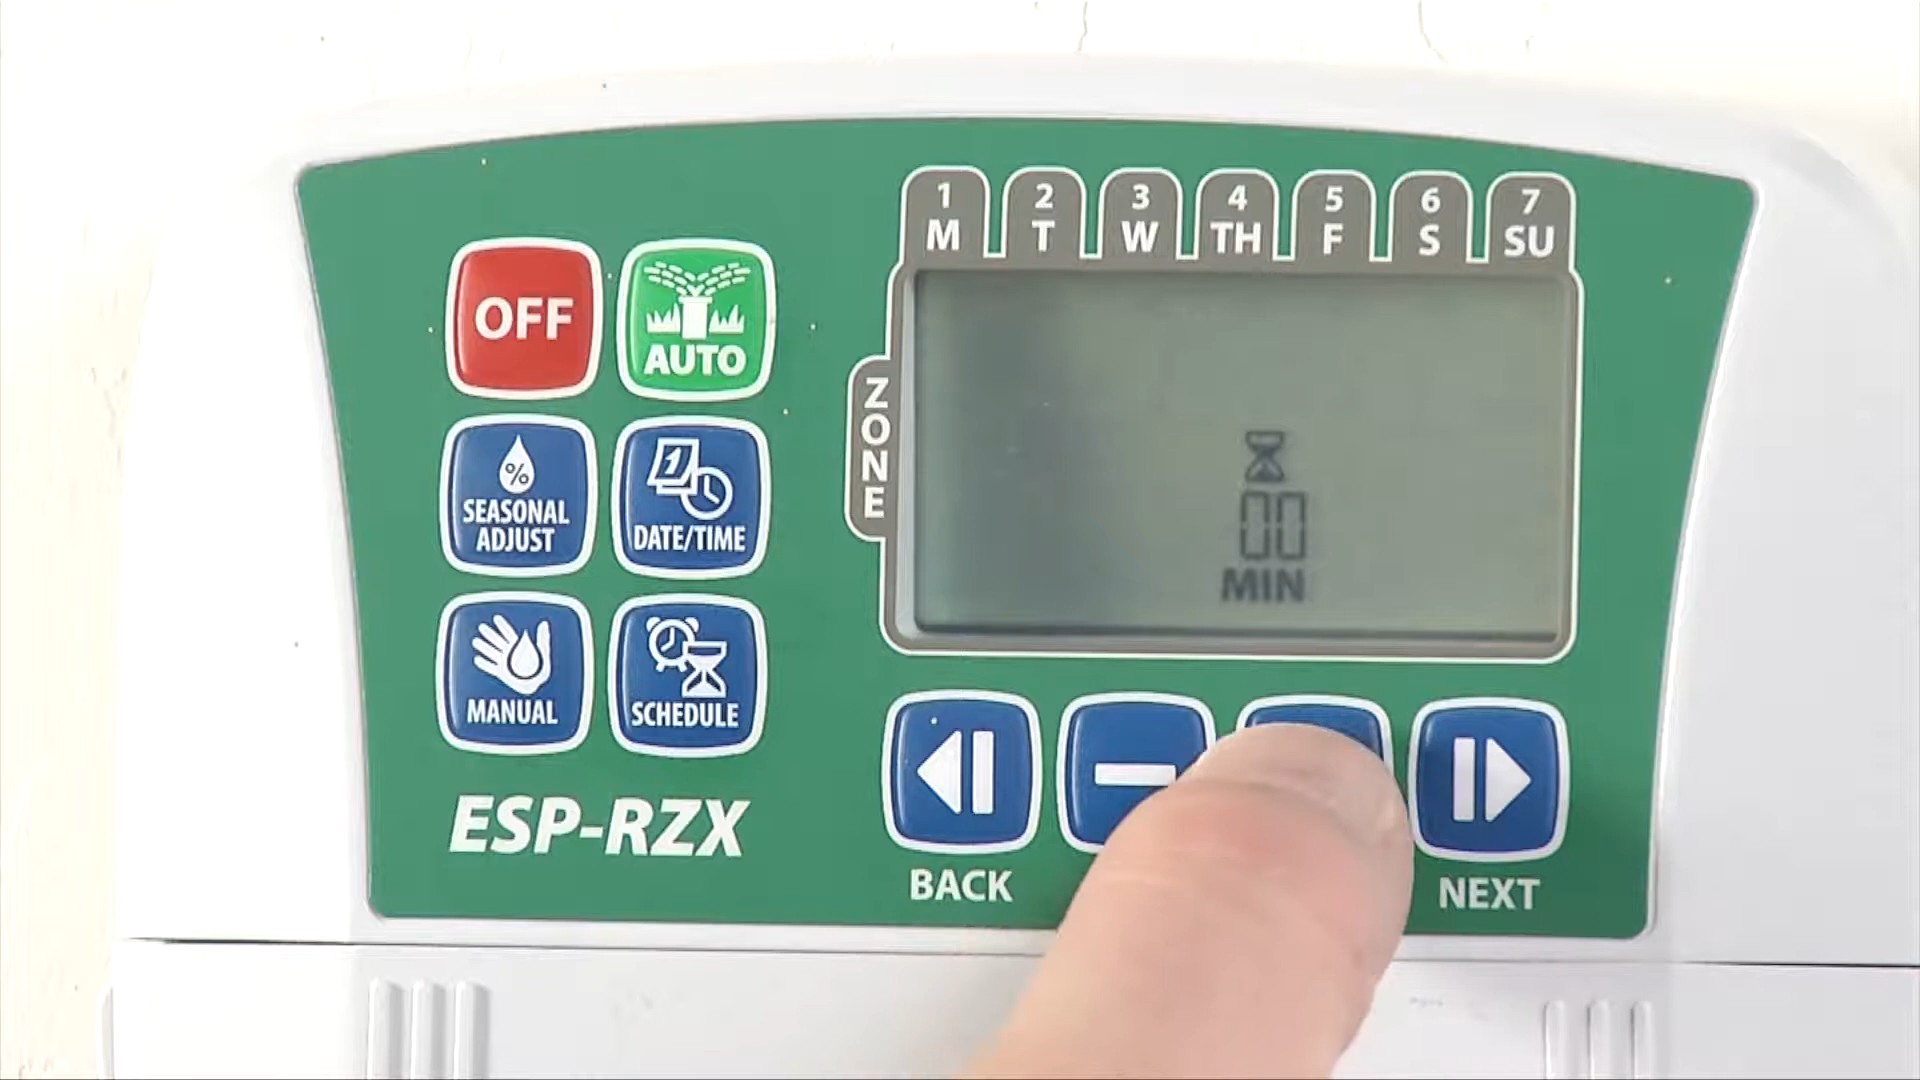 1 2 3 4 5 6 7
M T W TH F S SU
OFF
AUTO
ZONE
%
SEASONAL
ADJUST
1
DATE/TIME
00
MIN
MANUAL
SCHEDULE
ESP-RZX
BACK
NEXT